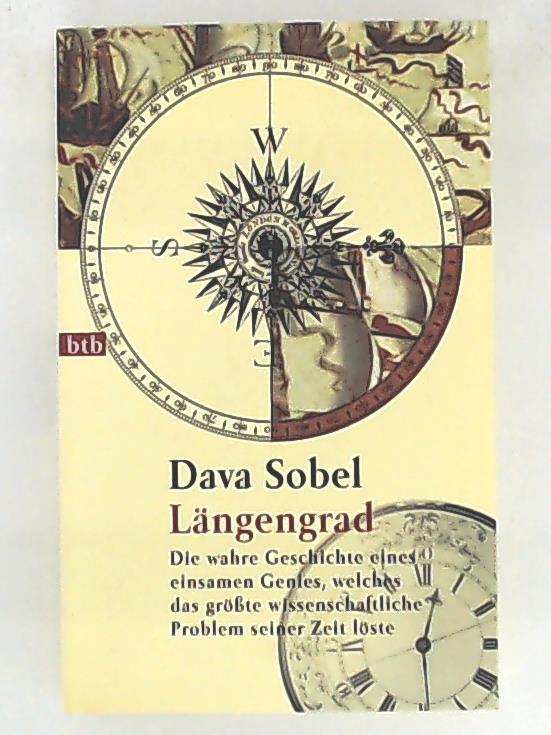 W
S
E
btb
Dava Sobel
Längengrad
Die wahre Geschichte eines
einsamen Genies, welches
das größte wissenschaftliche
Problem seiner Zeit löste